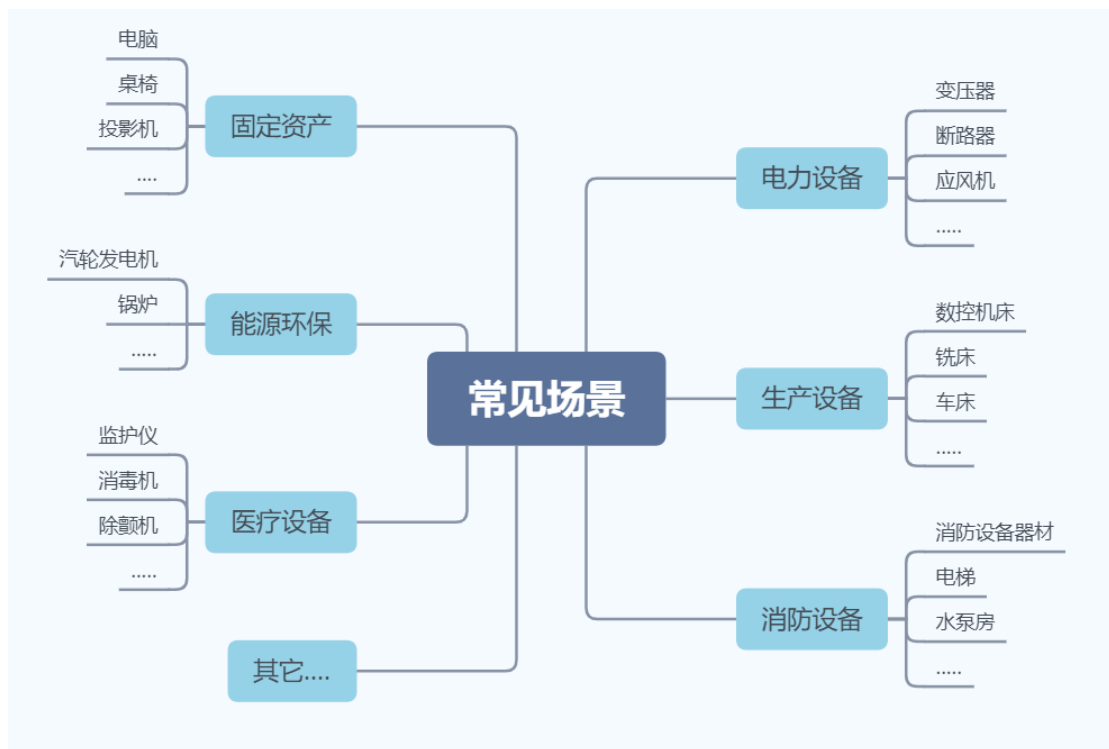 常见场景
固定资产
电脑
桌椅
投影机
....
能源环保
汽轮发电机
锅炉
.....
医疗设备
监护仪
消毒机
除颤机
.....
其它....
电力设备
变压器
断路器
应风机
.....
生产设备
数控机床
铣床
车床
.....
消防设备
消防设备器材
电梯
水泵房
.....